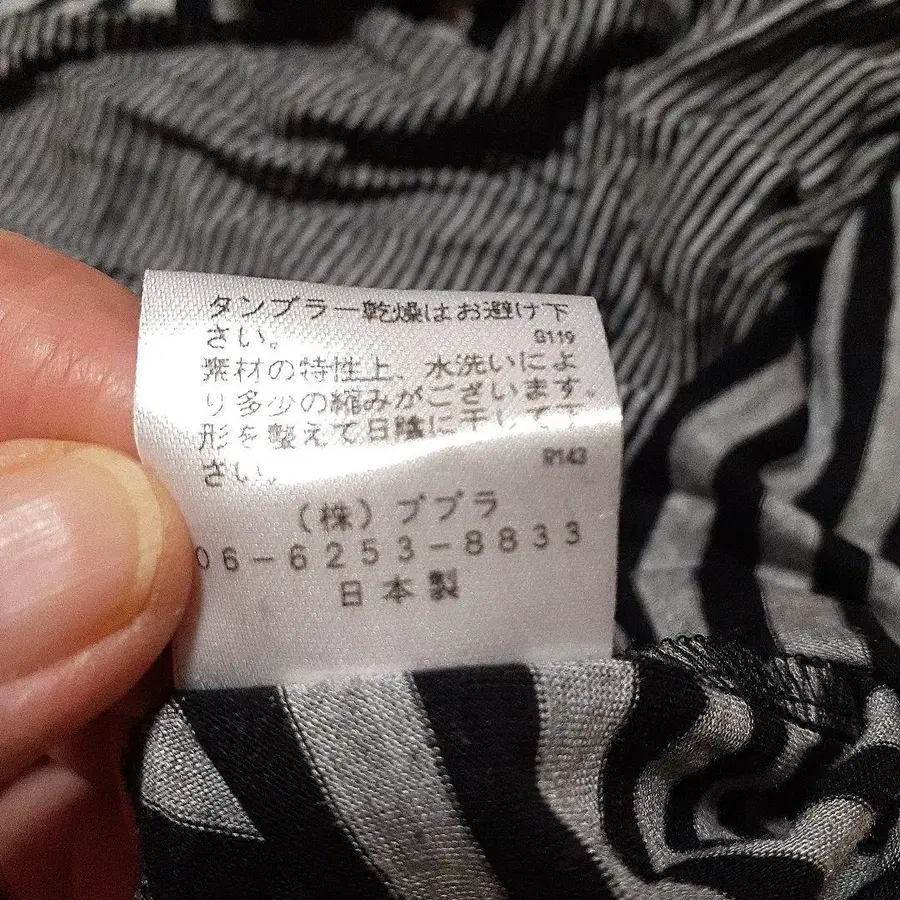 タンブラー乾燥はお避け下
さい。 G119
素材の特性上、水洗いによ
り多少の縮みがございます。
形を整えて日陰に干して下
さい。 R143
（株）ププラ
06-6253-8833
日本製